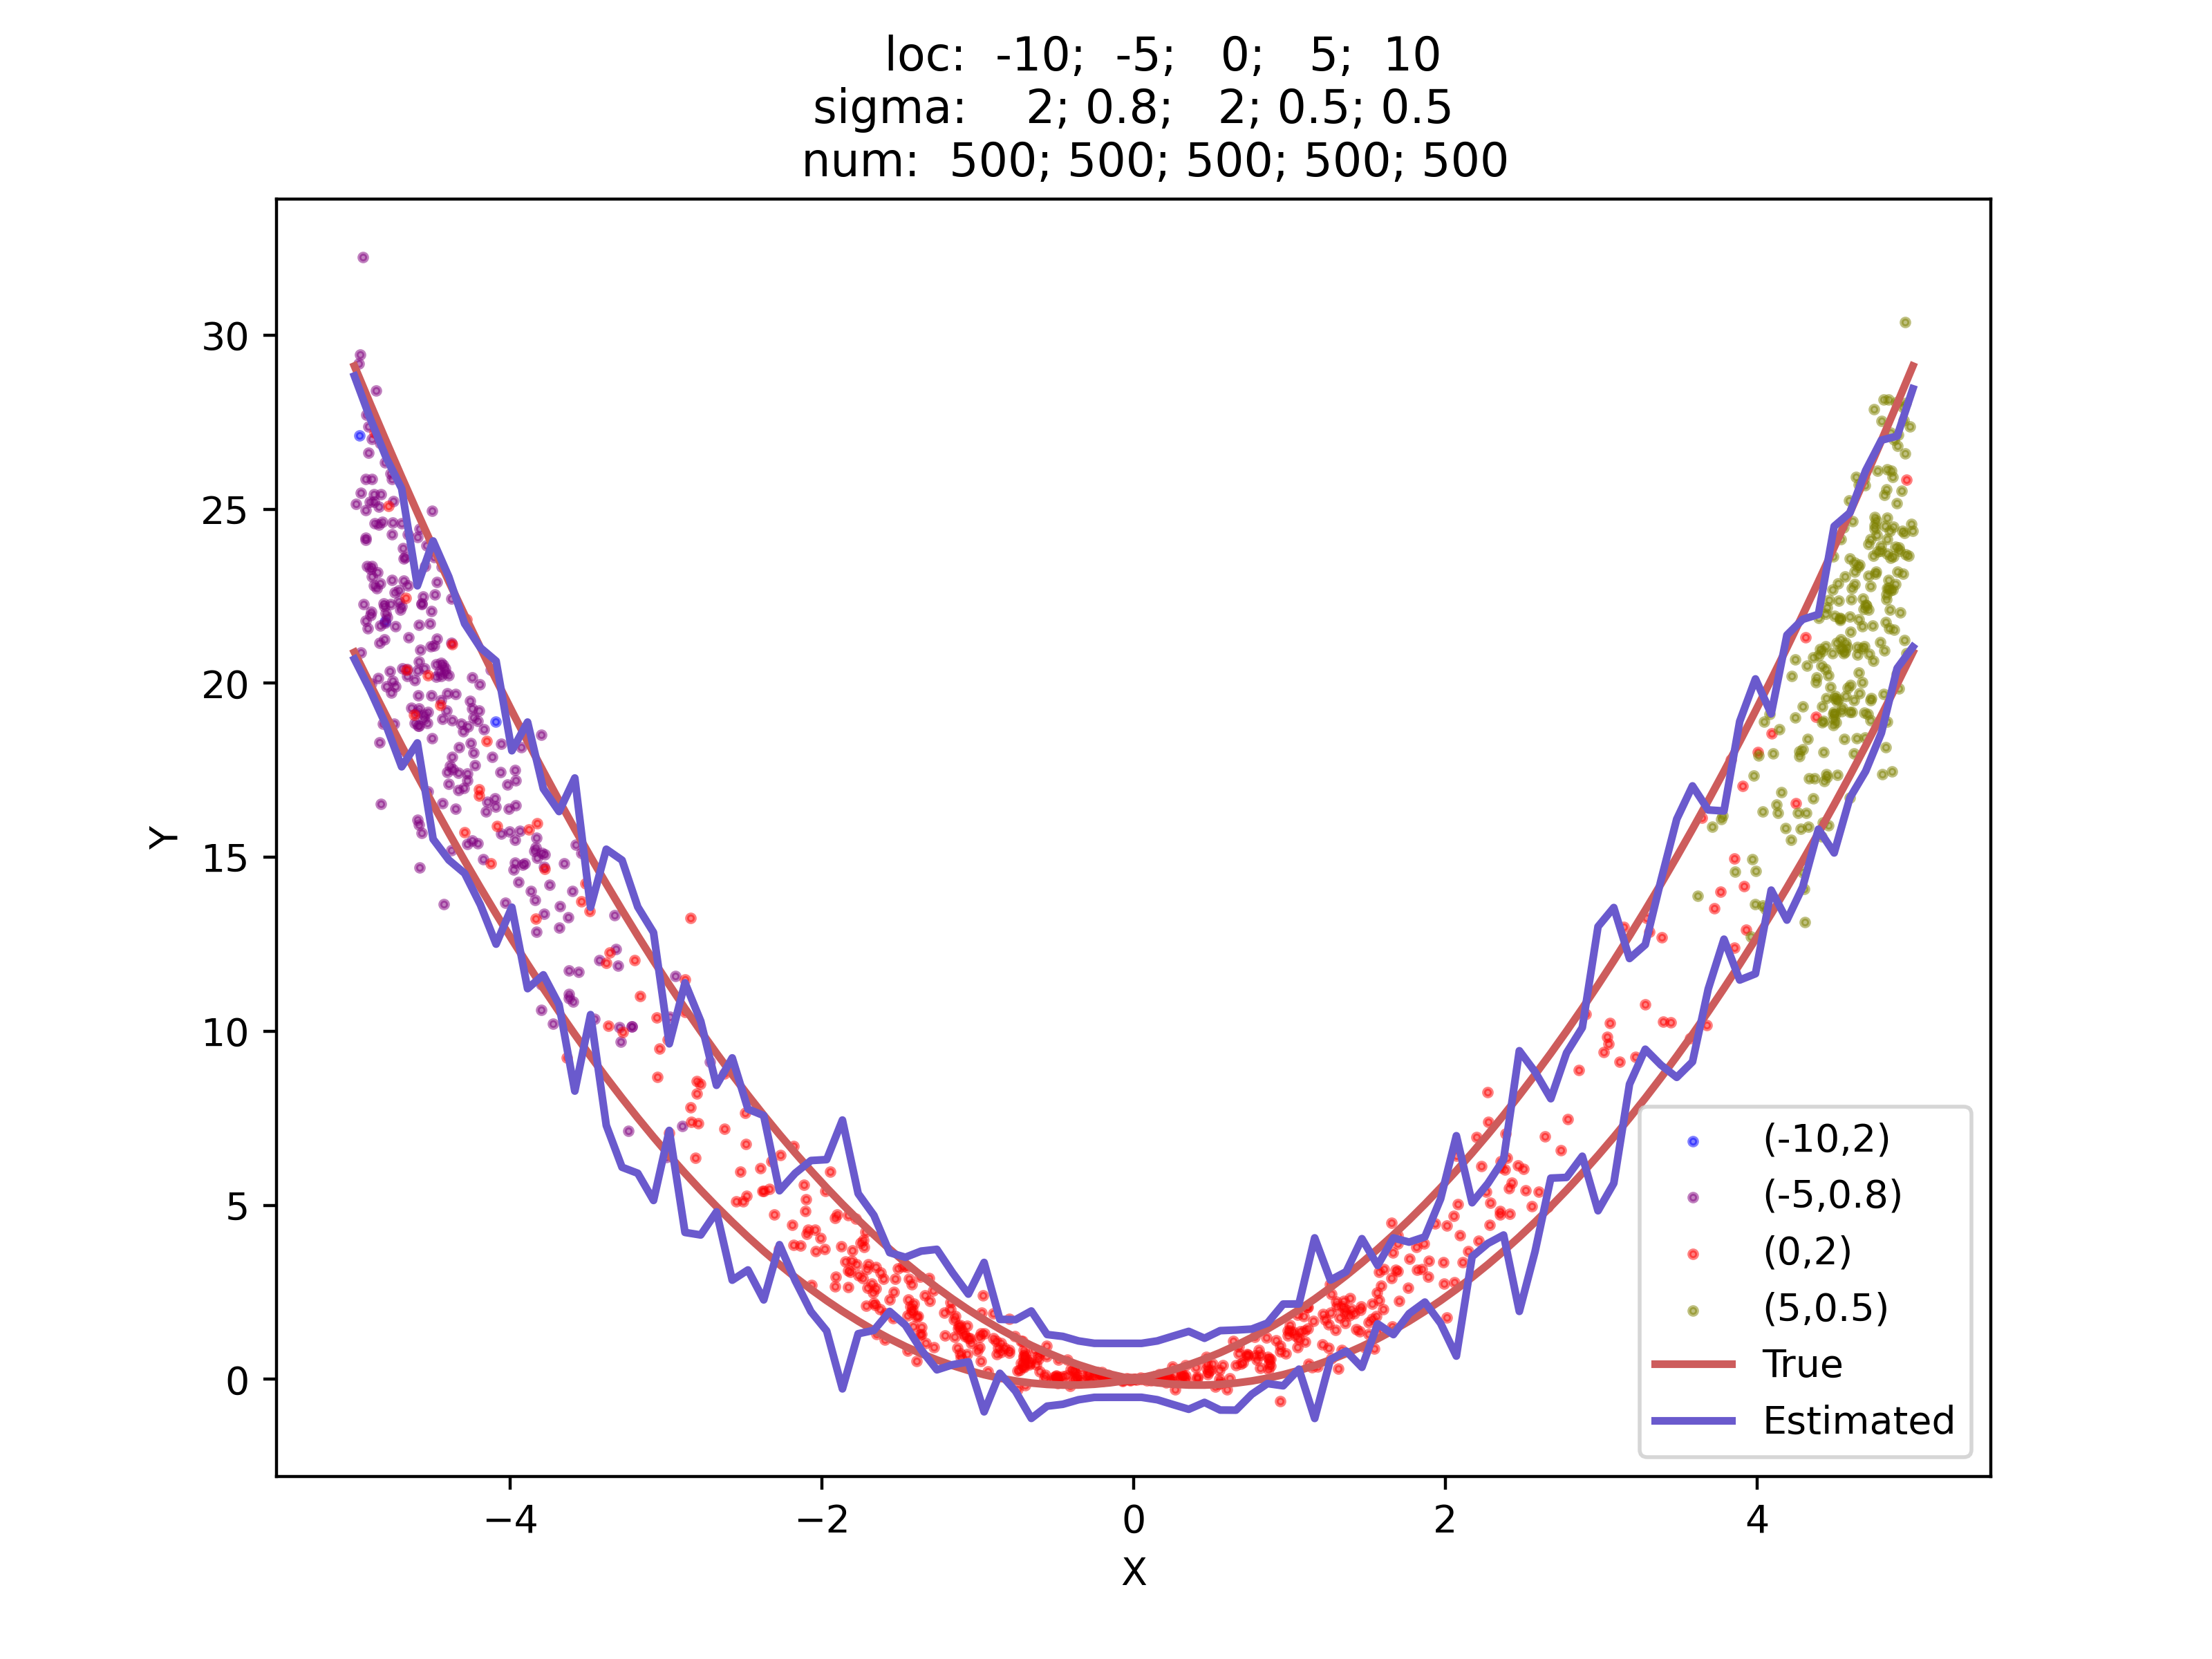 loc: -10; -5; 0; 5; 10
sigma: 2; 0.8; 2; 0.5; 0.5
num: 500; 500; 500; 500; 500
30
25
20
15
10
5
0
Y
−4
−2
0
2
4
X
(-10,2)
(-5,0.8)
(0,2)
(5,0.5)
True
Estimated